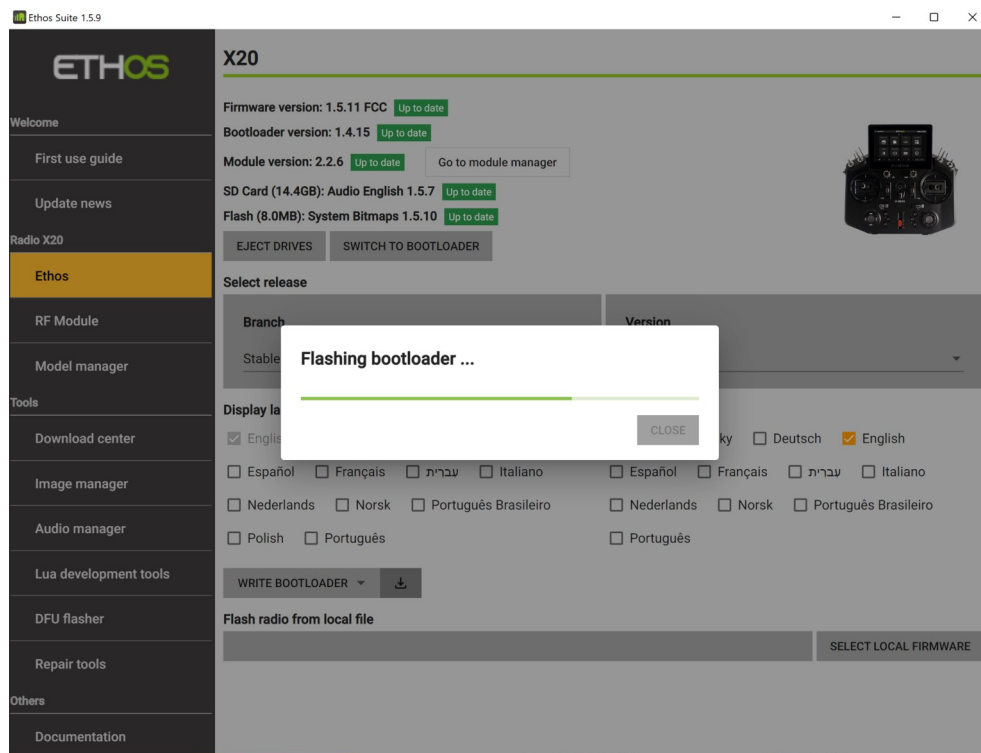 Ethos Suite 1.5.9
ETHOS
X20
Firmware version: 1.5.11 FCC Up to date
Welcome
Bootloader version: 1.4.15 Up to date
First use guide
Module version: 2.2.6 Up to date Go to module manager
SD Card (14.4GB): Audio English 1.5.7 Up to date
Update news
Flash (8.0MB): System Bitmaps 1.5.10 Up to date
Radio X20
EJECT DRIVES SWITCH TO BOOTLOADER
Ethos
Select release
RF Module
Branch Version
Model manager
Stable
Flashing bootloader ...
CLOSE
Tools
Display la
Download center
Englis
ky Deutsch English
Image manager
Español Français עברית Italiano Español Français עברית Italiano
Nederlands Norsk Português Brasileiro Nederlands Norsk Português Brasileiro
Audio manager
Polish Português Português
Lua development tools
WRITE BOOTLOADER
DFU flasher
Flash radio from local file
SELECT LOCAL FIRMWARE
Repair tools
Others
Documentation